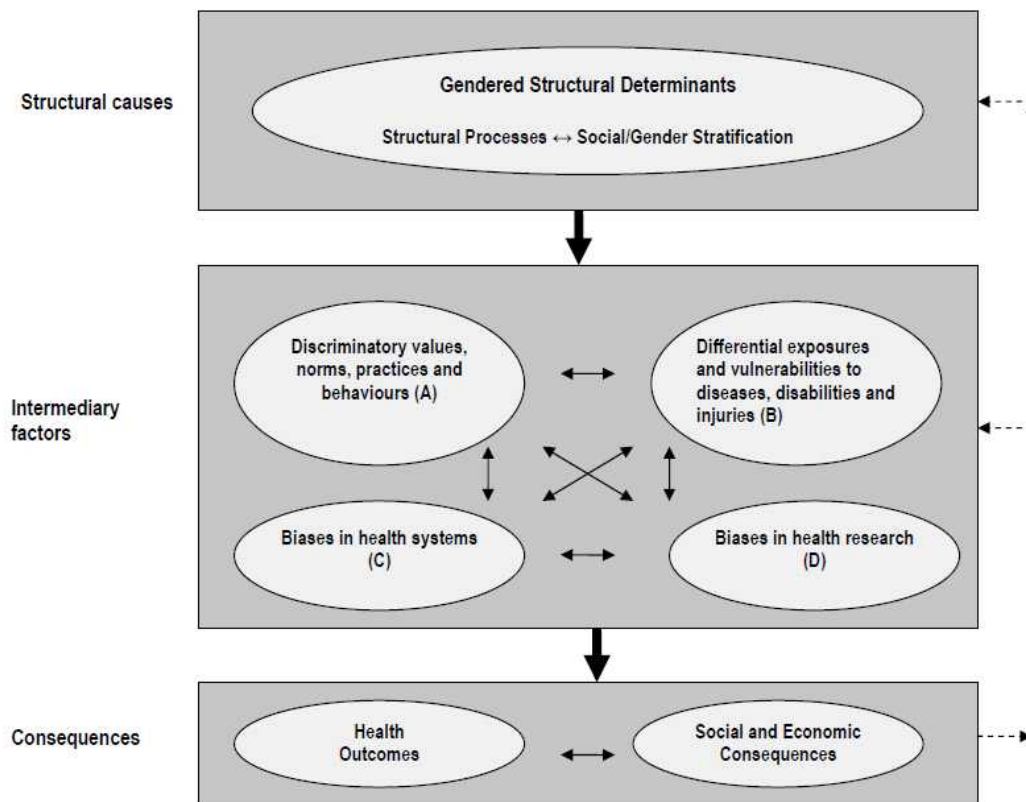 Structural causes
Gendered Structural Determinants
Structural Processes ↔ Social/Gender Stratification
Intermediary
factors
Discriminatory values,
norms, practices and
behaviours (A)
Differential exposures
and vulnerabilities to
diseases, disabilities and
injuries (B)
Biases in health systems
(C)
Biases in health research
(D)
Consequences
Health
Outcomes
Social and Economic
Consequences